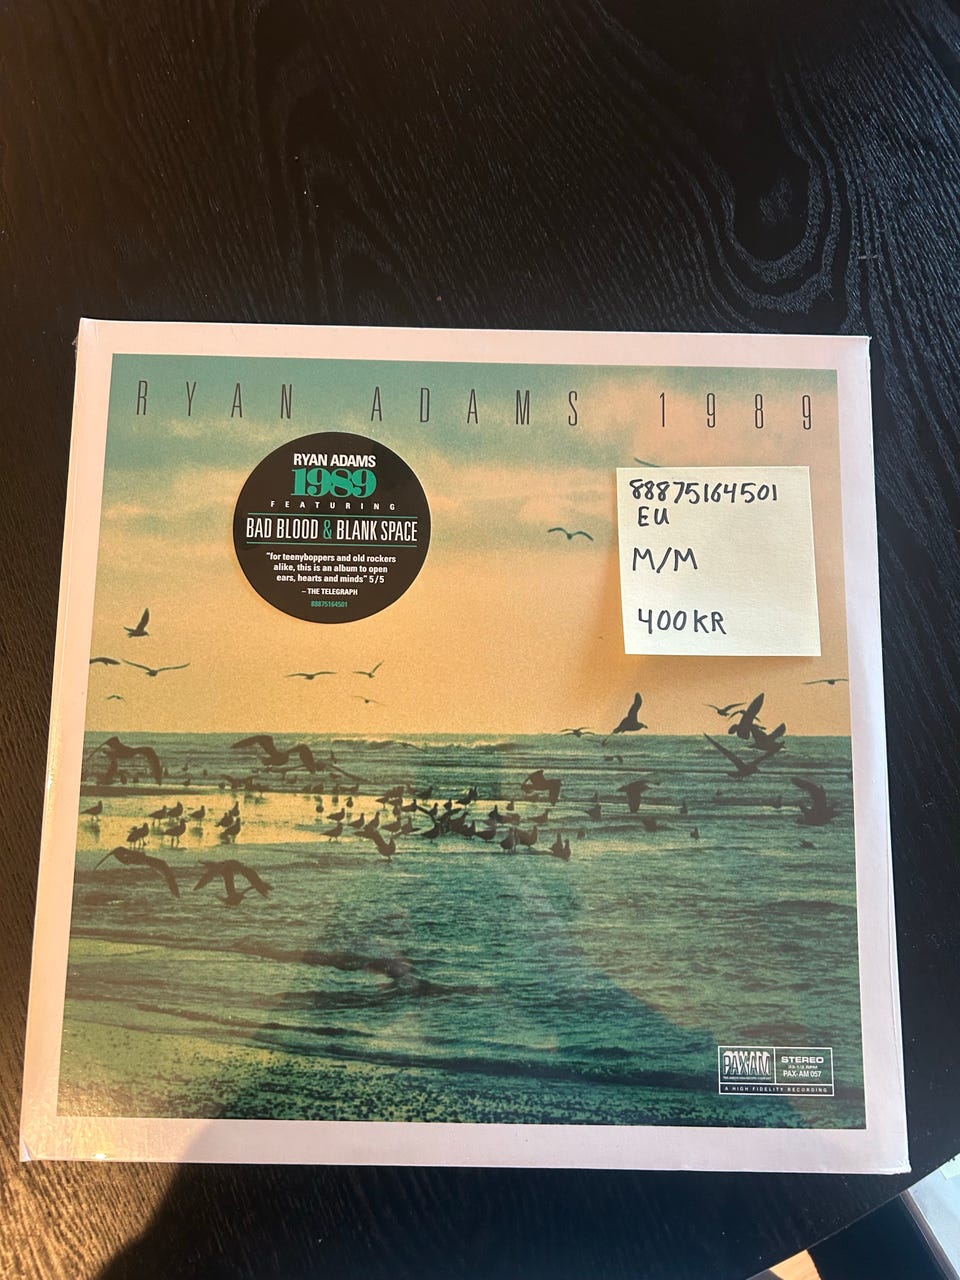 RYAN ADAMS 1989
RYAN ADAMS
1989
FEATURING
BAD BLOOD & BLANK SPACE
"for teenyboppers and old rockers
alike, this is an album to open
ears, hearts and minds" 5/5
– THE TELEGRAPH
88875164501
88875164501
EU
M/M
400KR
PAX-AM
STEREO
33 1/3 RPM
PAX-AM 057
A HIGH FIDELITY RECORDING